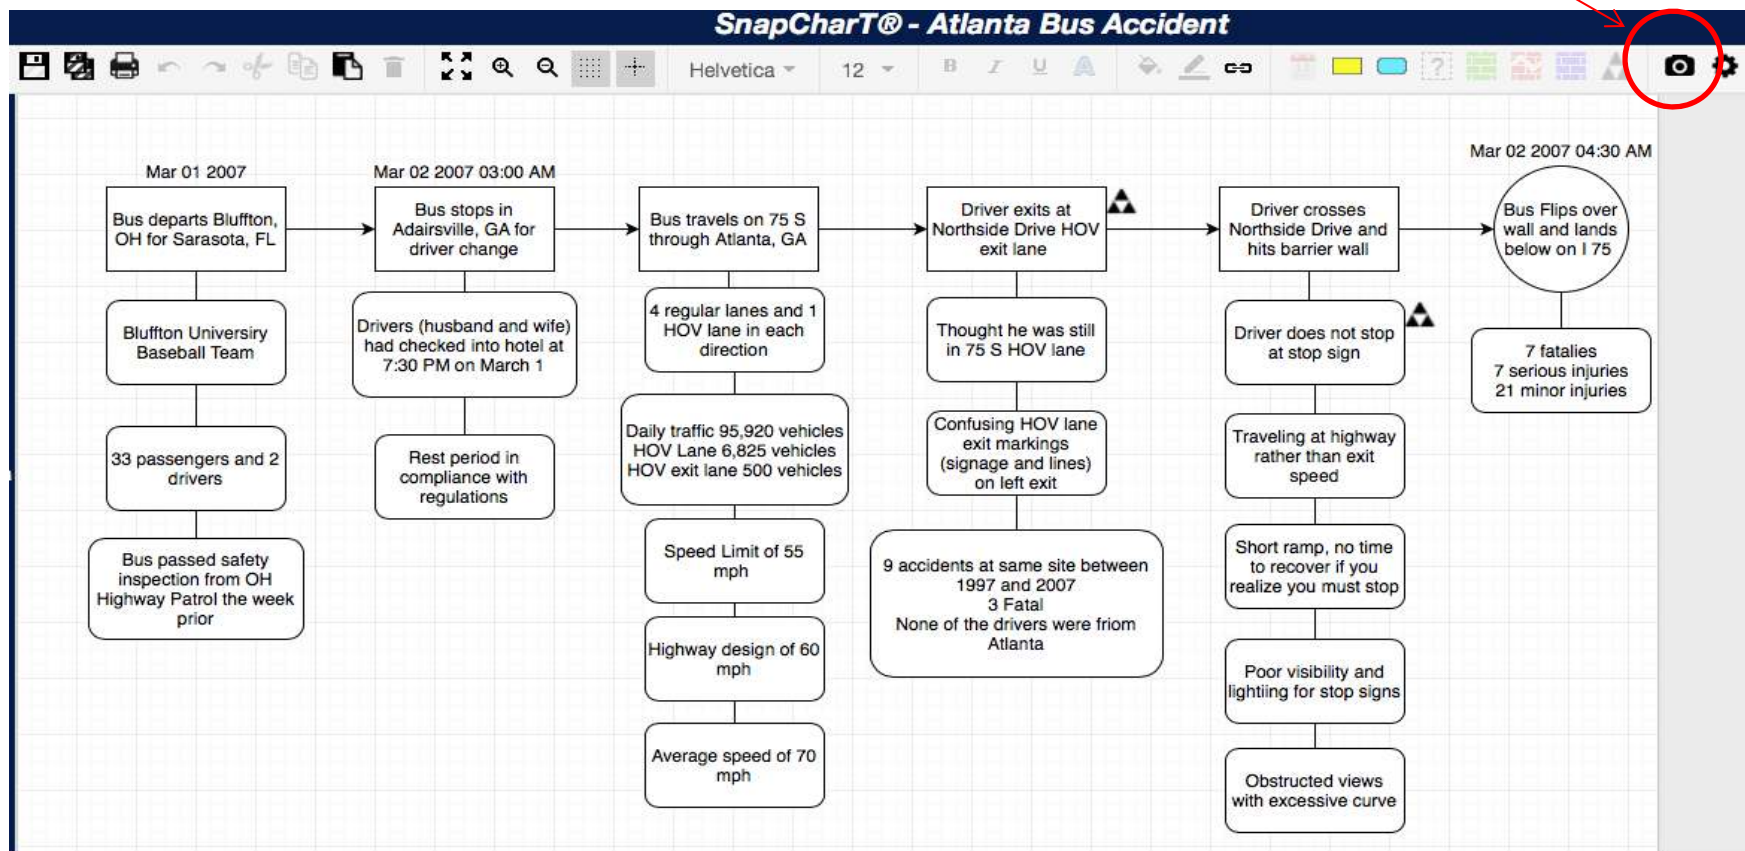 SnapCharT® - Atlanta Bus Accident
Helvetica
12
B
I
U
A
?
Mar 01 2007
Bus departs Bluffton,
OH for Sarasota, FL
Bluffton Universiry
Baseball Team
33 passengers and 2
drivers
Bus passed safety
inspection from OH
Highway Patrol the week
prior
Mar 02 2007 03:00 AM
Bus stops in
Adairsville, GA for
driver change
Drivers (husband and wife)
had checked into hotel at
7:30 PM on March 1
Rest period in
compliance with
regulations
Bus travels on 75 S
through Atlanta, GA
4 regular lanes and 1
HOV lane in each
direction
Daily traffic 95,920 vehicles
HOV Lane 6,825 vehicles
HOV exit lane 500 vehicles
Speed Limit of 55
mph
Highway design of 60
mph
Average speed of 70
mph
Driver exits at
Northside Drive HOV
exit lane
Thought he was still
in 75 S HOV lane
Confusing HOV lane
exit markings
(signage and lines)
on left exit
9 accidents at same site between
1997 and 2007
3 Fatal
None of the drivers were friom
Atlanta
Driver crosses
Northside Drive and
hits barrier wall
Driver does not stop
at stop sign
Traveling at highway
rather than exit
speed
Short ramp, no time
to recover if you
realize you must stop
Poor visibility and
lightiing for stop signs
Obstructed views
with excessive curve
Mar 02 2007 04:30 AM
Bus Flips over
wall and lands
below on I 75
7 fatalies
7 serious injuries
21 minor injuries